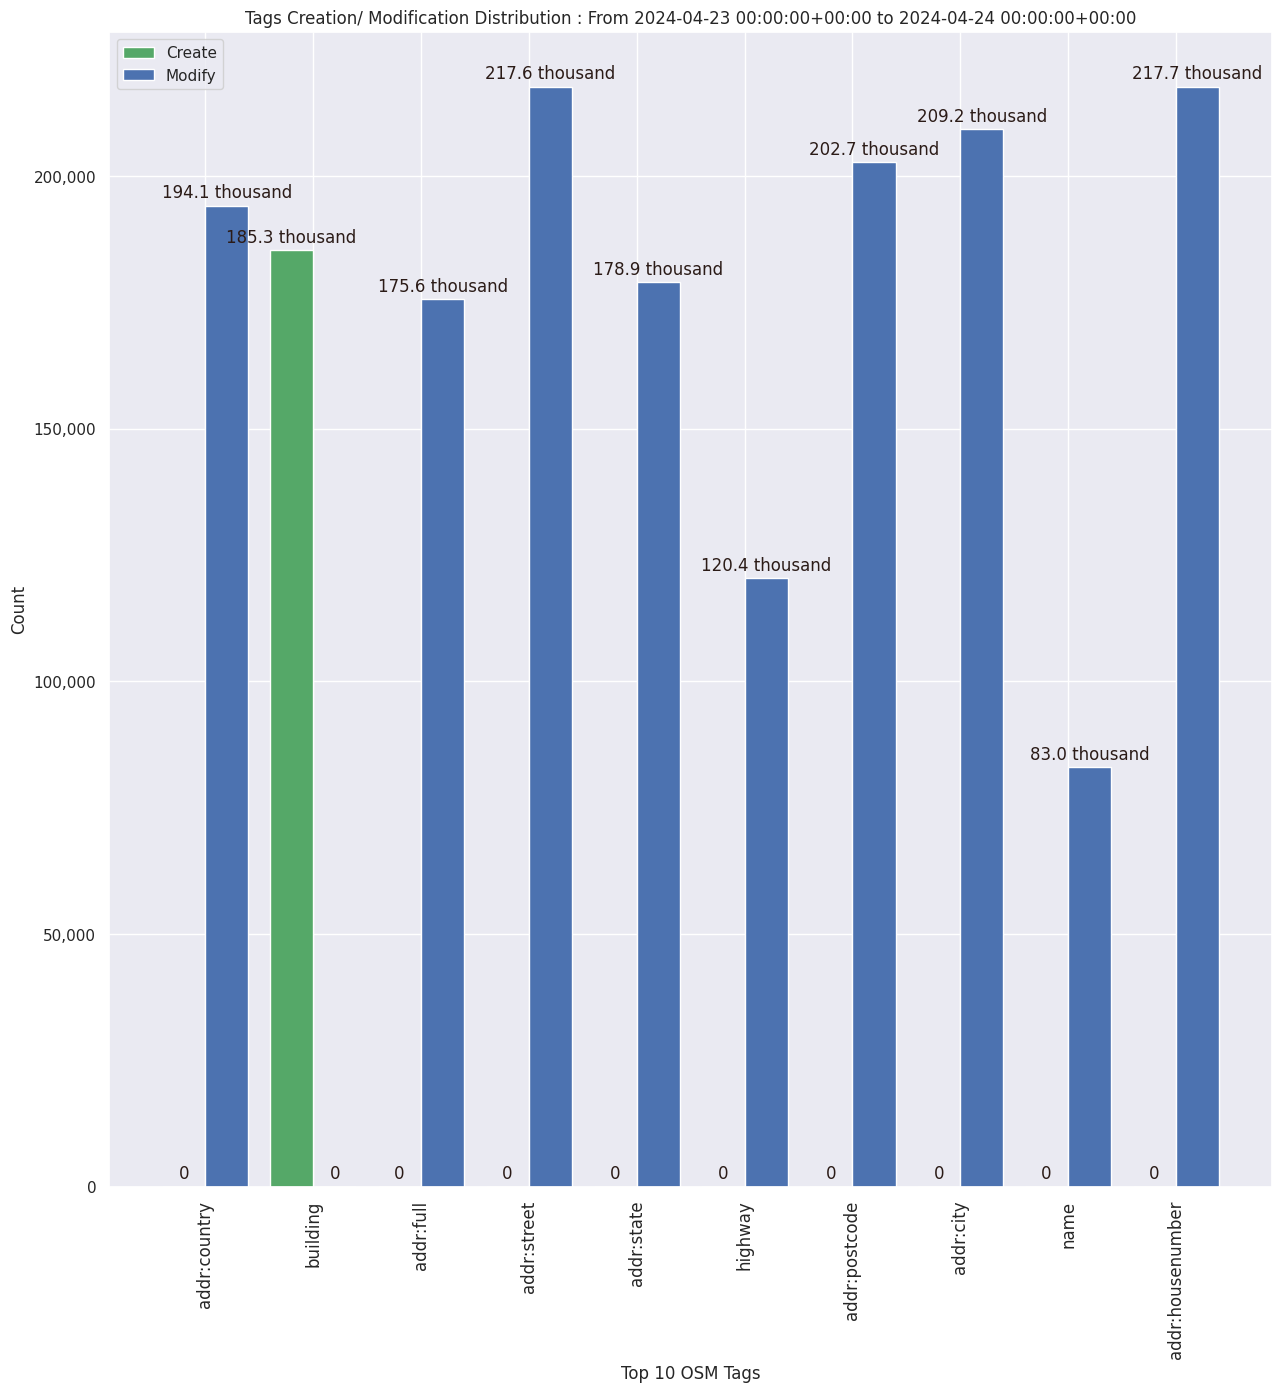 Tags Creation/ Modification Distribution : From 2024-04-23 00:00:00+00:00 to 2024-04-24 00:00:00+00:00
Create
Modify
217.6 thousand
217.7 thousand
209.2 thousand
202.7 thousand
194.1 thousand
185.3 thousand
175.6 thousand
178.9 thousand
120.4 thousand
83.0 thousand
200,000
150,000
100,000
50,000
0
Count
0
0
0
0
0
0
0
0
0
0
addr:country
building
addr:full
addr:street
addr:state
highway
addr:postcode
addr:city
name
addr:housenumber
Top 10 OSM Tags